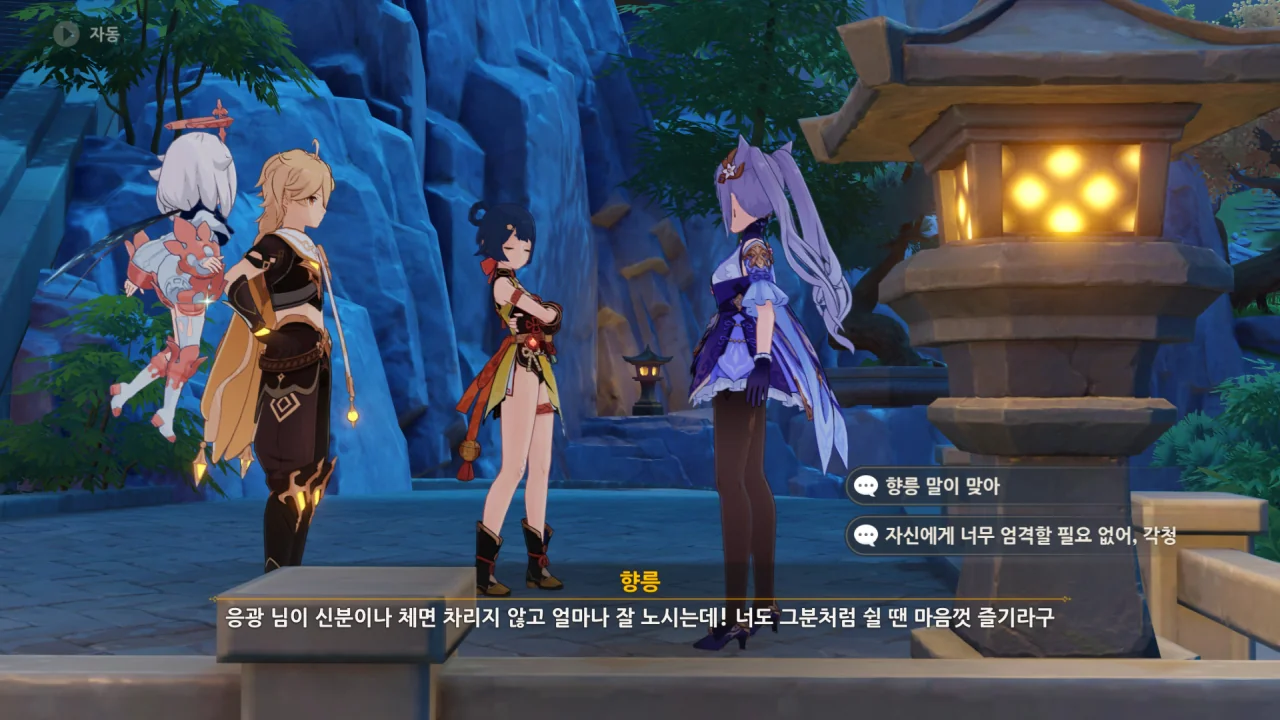 자동
향릉 말이 맞아
자신에게 너무 엄격할 필요 없어, 각청
향릉
응광 님이 신분이나 체면 차리지 않고 얼마나 잘 노시는데! 너도 그분처럼 쉴 땐 마음껏 즐기라구